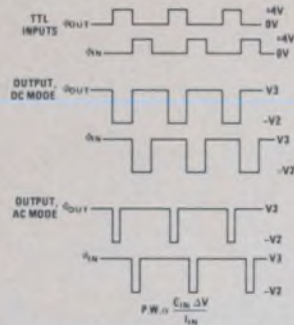 TTL INPUTS
ϕOUT
+4V
0V
ϕIN
+4V
0V
OUTPUT, DC MODE
ϕOUT
V3
-V2
ϕIN
V3
-V2
OUTPUT, AC MODE
ϕOUT
V3
-V2
ϕIN
V3
-V2
P.W. α CIN ΔV
IIN